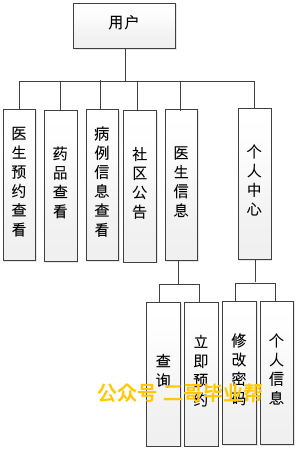 用户
医生预约查看
药品查看
病例信息查看
社区公告
医生信息
个人中心
查询
立即预约
修改密码
个人信息
公众号 二哥毕业帮